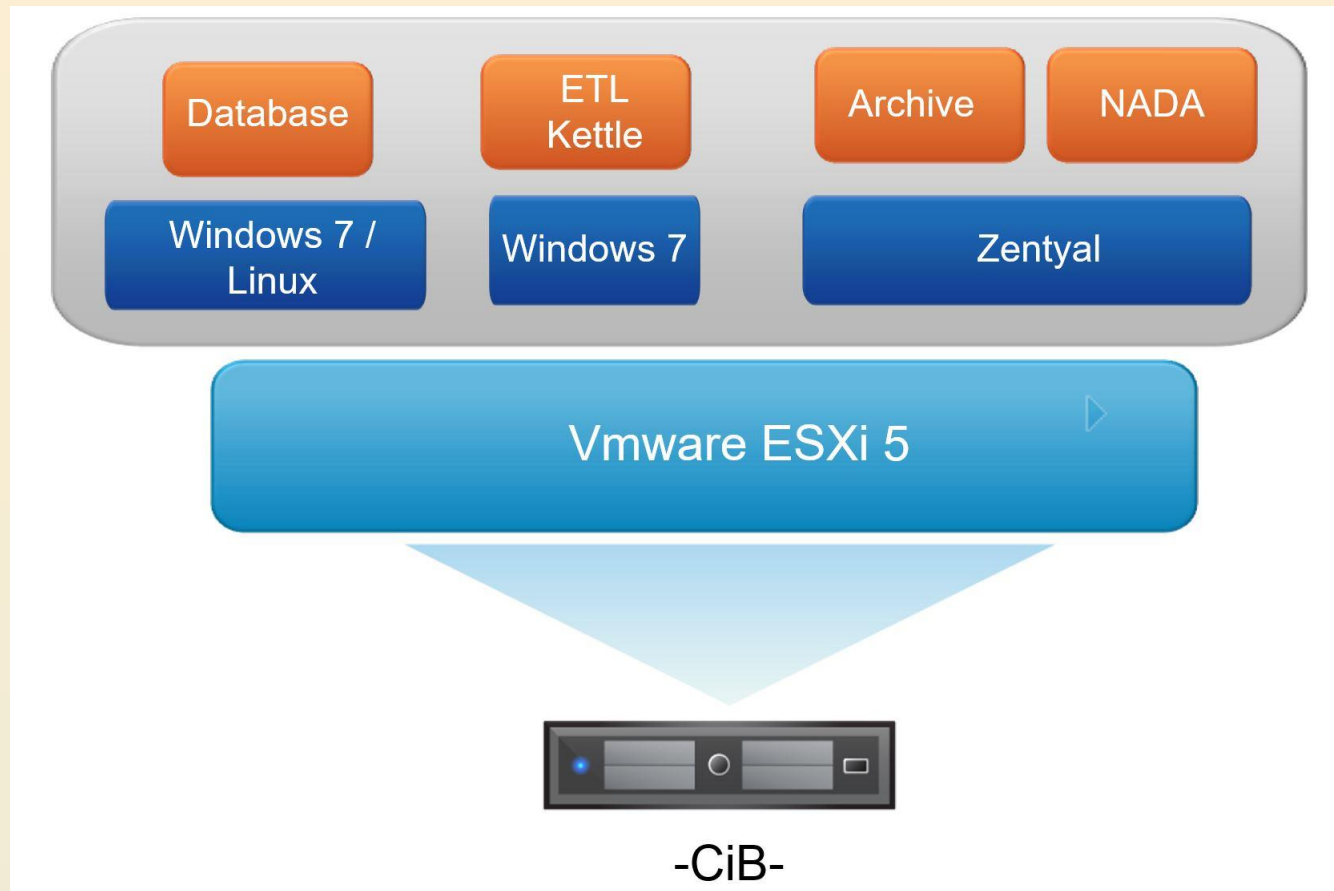 Database
ETL
Kettle
Archive
NADA
Windows 7 /
Linux
Windows 7
Zentyal
Vmware ESXi 5
-CiB-